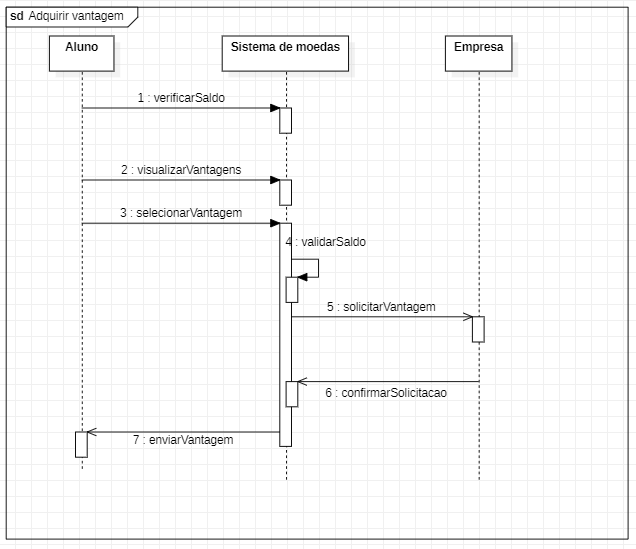 sd Adquirir vantagem
Aluno
Sistema de moedas
Empresa
1 : verificarSaldo
2 : visualizarVantagens
3 : selecionarVantagem
4 : validarSaldo
5 : solicitarVantagem
6 : confirmarSolicitacao
7 : enviarVantagem